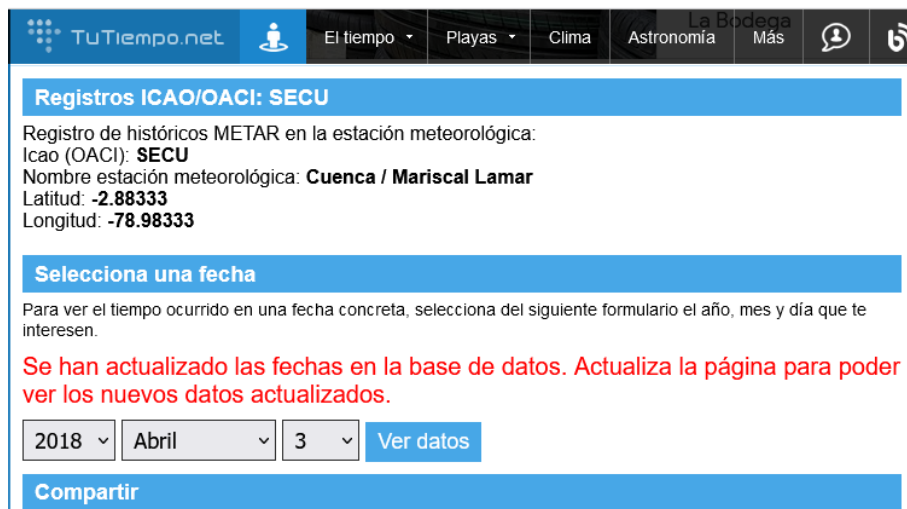 La Bodega
TuTiempo.net El tiempo Playas Clima Astronomía Más
Registros ICAO/OACI: SECU
Registro de históricos METAR en la estación meteorológica:
Icao (OACI): SECU
Nombre estación meteorológica: Cuenca / Mariscal Lamar
Latitud: -2.88333
Longitud: -78.98333
Selecciona una fecha
Para ver el tiempo ocurrido en una fecha concreta, selecciona del siguiente formulario el año, mes y día que te
interesen.
Se han actualizado las fechas en la base de datos. Actualiza la página para poder
ver los nuevos datos actualizados.
2018 Abril 3 Ver datos
Compartir